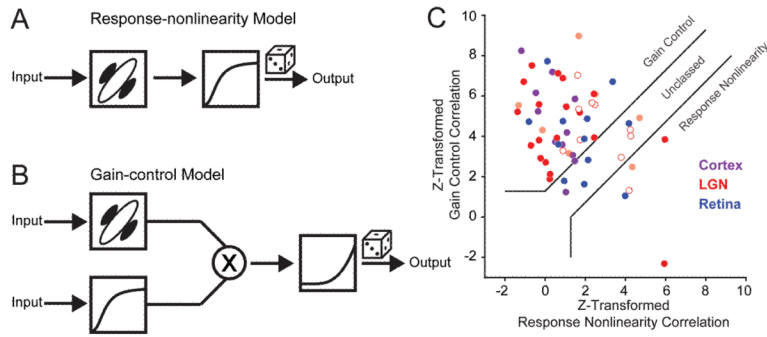 A
Response-nonlinearity Model
Input
Output
B
Gain-control Model
Input
Input
X
Output
C
Z-Transformed
Gain Control Correlation
10
8
6
4
2
0
-2
-2
0
2
4
6
8
10
Gain Control
Unclassed
Response Nonlinearity
Cortex
LGN
Retina
Z-Transformed
Response Nonlinearity Correlation